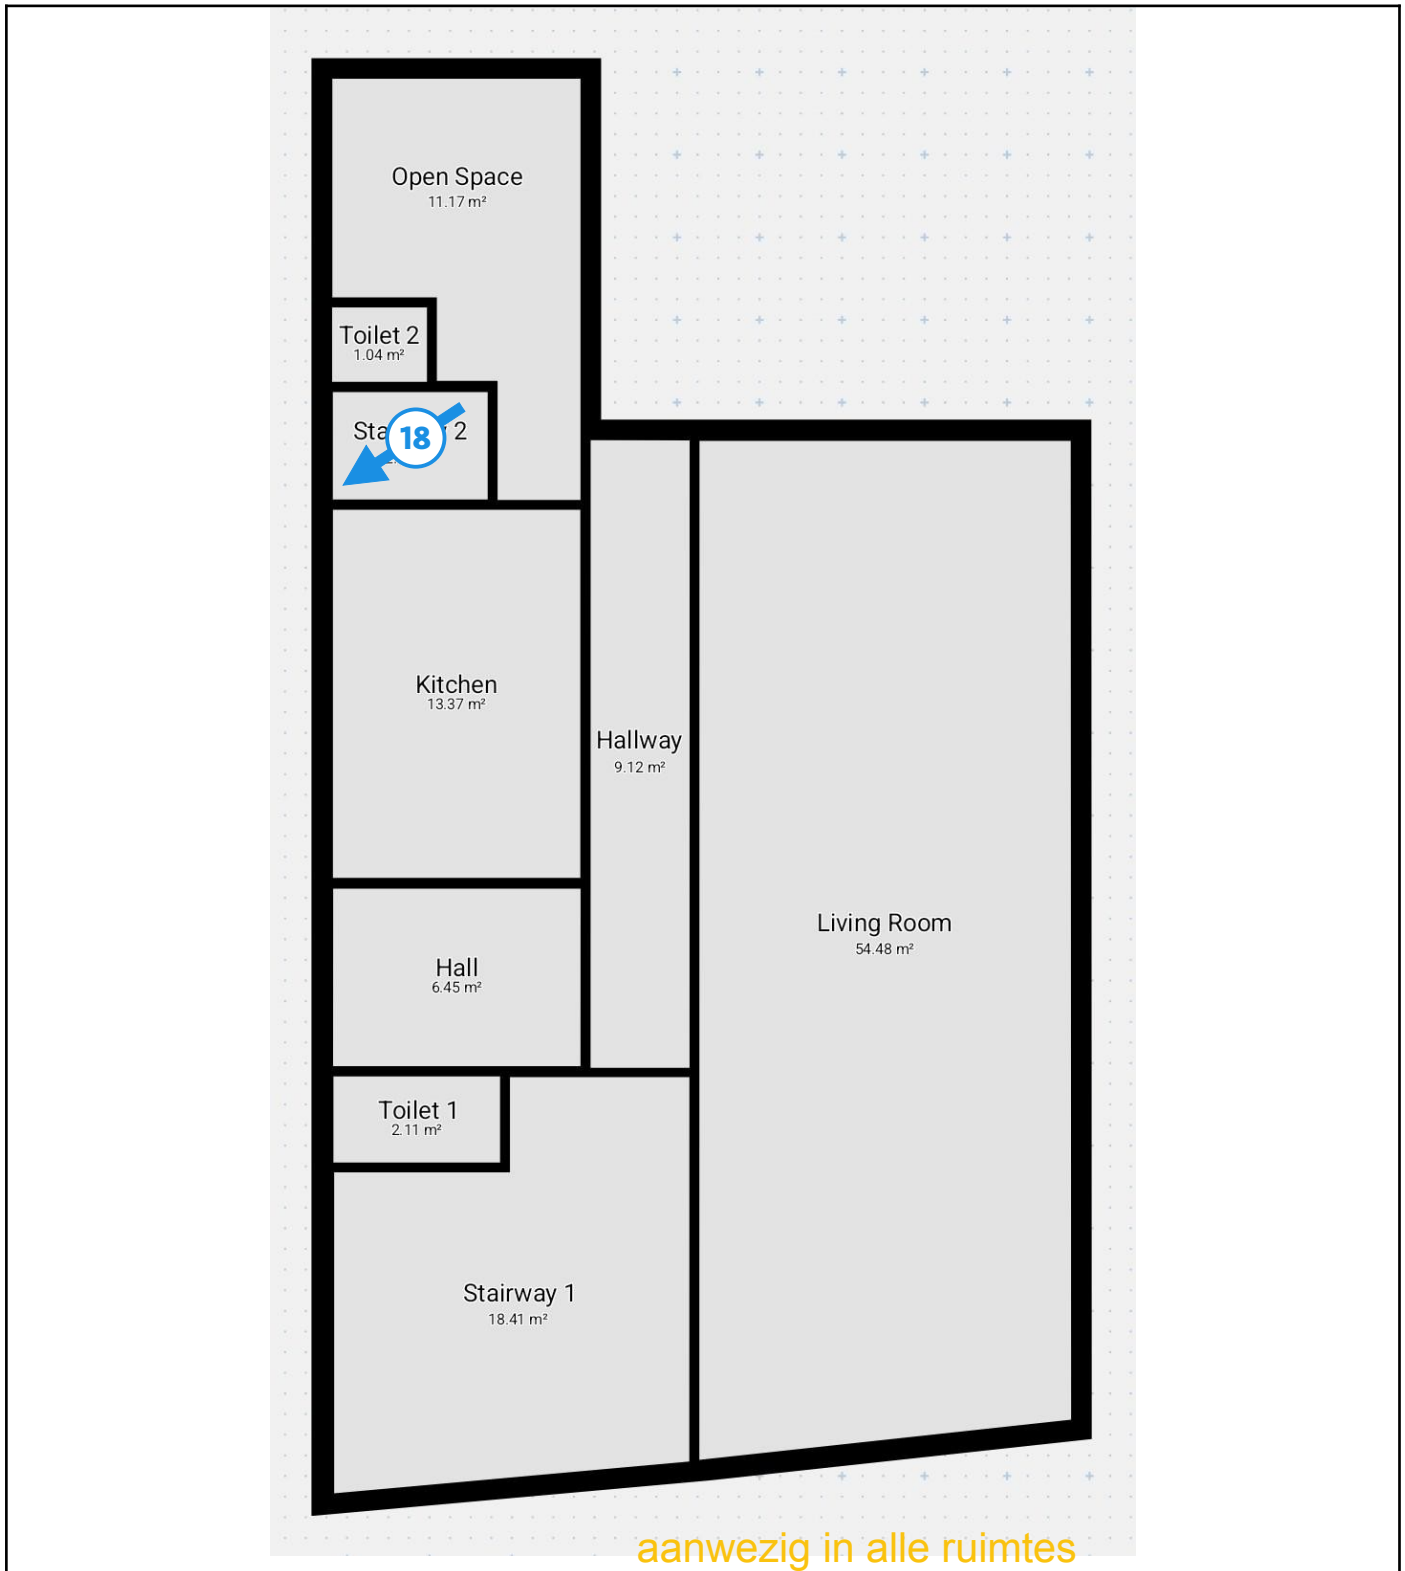 Open Space
11.17 m²
Toilet 2
1.04 m²
2
18
Kitchen
13.37 m²
Hallway
9.12 m²
Living Room
54.48 m²
Hall
6.45 m²
Toilet 1
2.11 m²
Stairway 1
18.41 m²
aanwezig in alle ruimtes